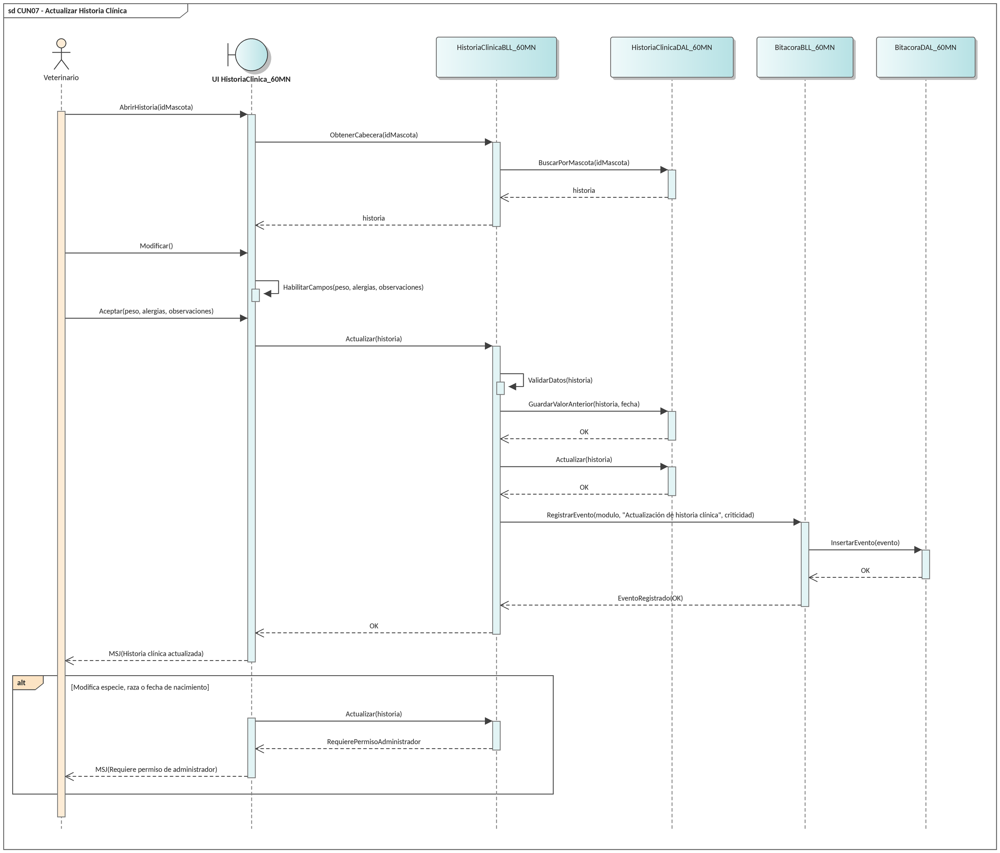 sd CUN07 - Actualizar Historia Clínica
Veterinario
UI HistoriaClinica_60MN
HistoriaClinicaBLL_60MN
HistoriaClinicaDAL_60MN
BitacoraBLL_60MN
BitacoraDAL_60MN
AbrirHistoria(idMascota)
ObtenerCabecera(idMascota)
BuscarPorMascota(idMascota)
historia
historia
Modificar()
HabilitarCampos(peso, alergias, observaciones)
Aceptar(peso, alergias, observaciones)
Actualizar(historia)
ValidarDatos(historia)
GuardarValorAnterior(historia, fecha)
OK
Actualizar(historia)
OK
RegistrarEvento(modulo, "Actualización de historia clínica", criticidad)
InsertarEvento(evento)
OK
EventoRegistrado(OK)
OK
MSJ(Historia clínica actualizada)
alt
[Modifica especie, raza o fecha de nacimiento]
Actualizar(historia)
RequierePermisoAdministrador
MSJ(Requiere permiso de administrador)